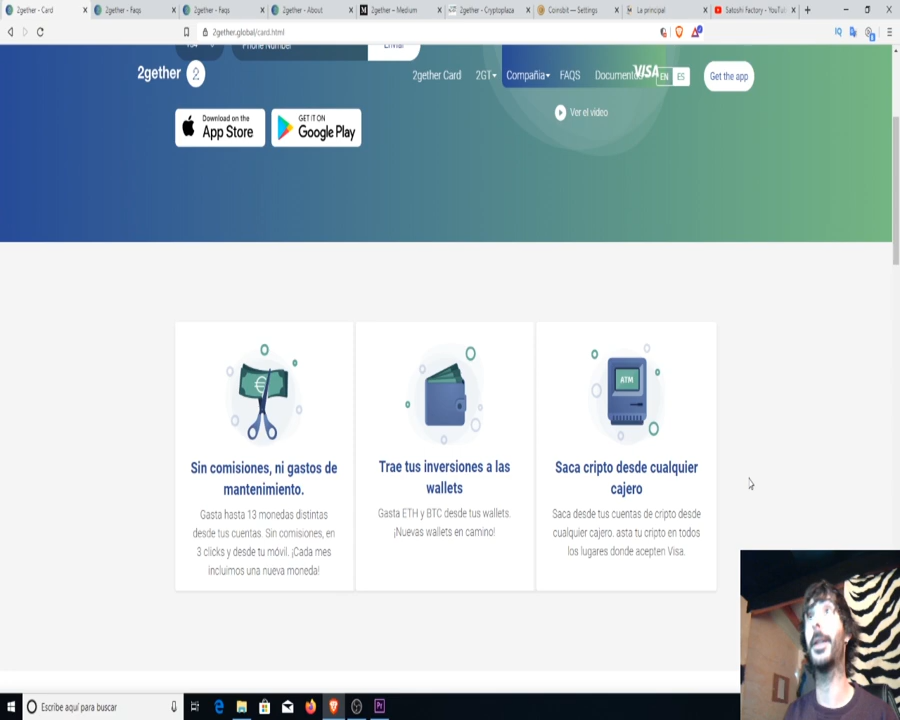 2gether - Card
2gether - Faqs
2gether - Faqs
2gether - About
2gether – Medium
2gether - Cryptoplaza
Coinsbit — Settings
La principal
Satoshi Factory - YouTu
2gether.global/card.html
Phone Number
Enviar
2gether 2
2gether Card
2GT
Compañia
FAQS
Documentos
VISA
EN
ES
Get the app
Download on the
App Store
GET IT ON
Google Play
Ver el video
ATM
Sin comisiones, ni gastos de
mantenimiento.
Gasta hasta 13 monedas distintas
desde tus cuentas. Sin comisiones, en
3 clicks y desde tu móvil. ¡Cada mes
incluimos una nueva moneda!
Trae tus inversiones a las
wallets
Gasta ETH y BTC desde tus wallets.
¡Nuevas wallets en camino!
Saca cripto desde cualquier
cajero
Saca desde tus cuentas de cripto desde
cualquier cajero. asta tu cripto en todos
los lugares donde acepten Visa.
Escribe aquí para buscar